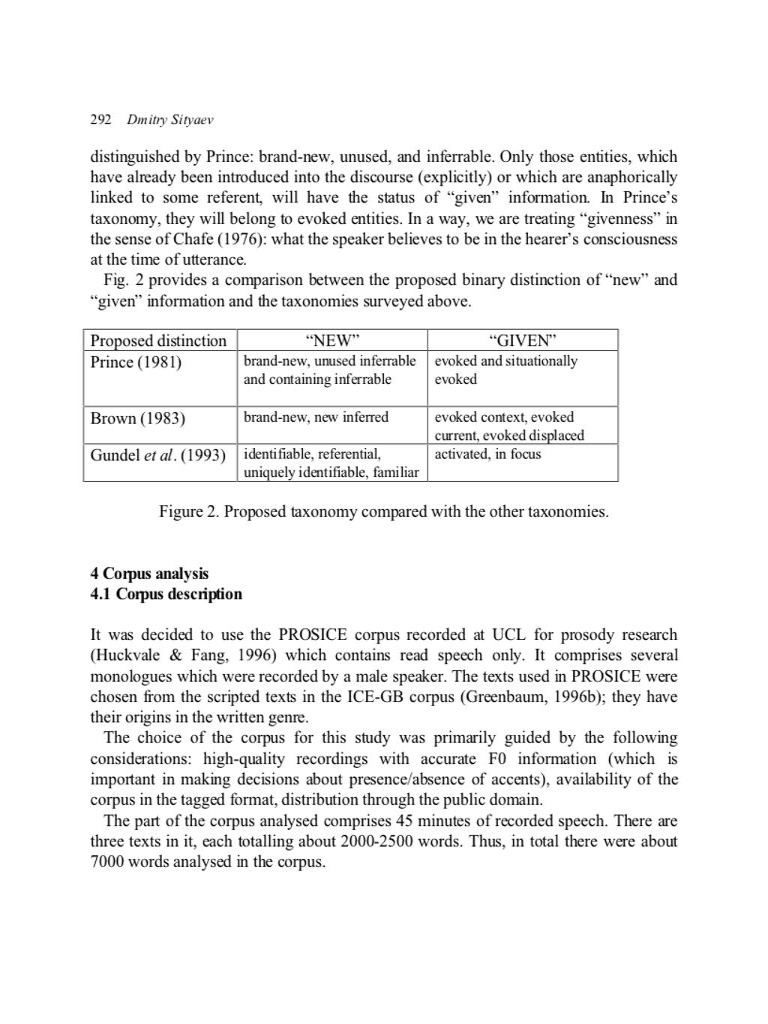 292 Dmitry Sityaev
distinguished by Prince: brand-new, unused, and inferrable. Only those entities, which
have already been introduced into the discourse (explicitly) or which are anaphorically
linked to some referent, will have the status of “given” information. In Prince’s
taxonomy, they will belong to evoked entities. In a way, we are treating “givenness” in
the sense of Chafe (1976): what the speaker believes to be in the hearer’s consciousness
at the time of utterance.
Fig. 2 provides a comparison between the proposed binary distinction of “new” and
“given” information and the taxonomies surveyed above.
Proposed distinction “NEW” “GIVEN”
Prince (1981) brand-new, unused inferrable evoked and situationally
and containing inferrable evoked
Brown (1983) brand-new, new inferred evoked context, evoked
current, evoked displaced
Gundel et al. (1993) identifiable, referential, activated, in focus
uniquely identifiable, familiar
Figure 2. Proposed taxonomy compared with the other taxonomies.
4 Corpus analysis
4.1 Corpus description
It was decided to use the PROSICE corpus recorded at UCL for prosody research
(Huckvale & Fang, 1996) which contains read speech only. It comprises several
monologues which were recorded by a male speaker. The texts used in PROSICE were
chosen from the scripted texts in the ICE-GB corpus (Greenbaum, 1996b); they have
their origins in the written genre.
The choice of the corpus for this study was primarily guided by the following
considerations: high-quality recordings with accurate F0 information (which is
important in making decisions about presence/absence of accents), availability of the
corpus in the tagged format, distribution through the public domain.
The part of the corpus analysed comprises 45 minutes of recorded speech. There are
three texts in it, each totalling about 2000-2500 words. Thus, in total there were about
7000 words analysed in the corpus.